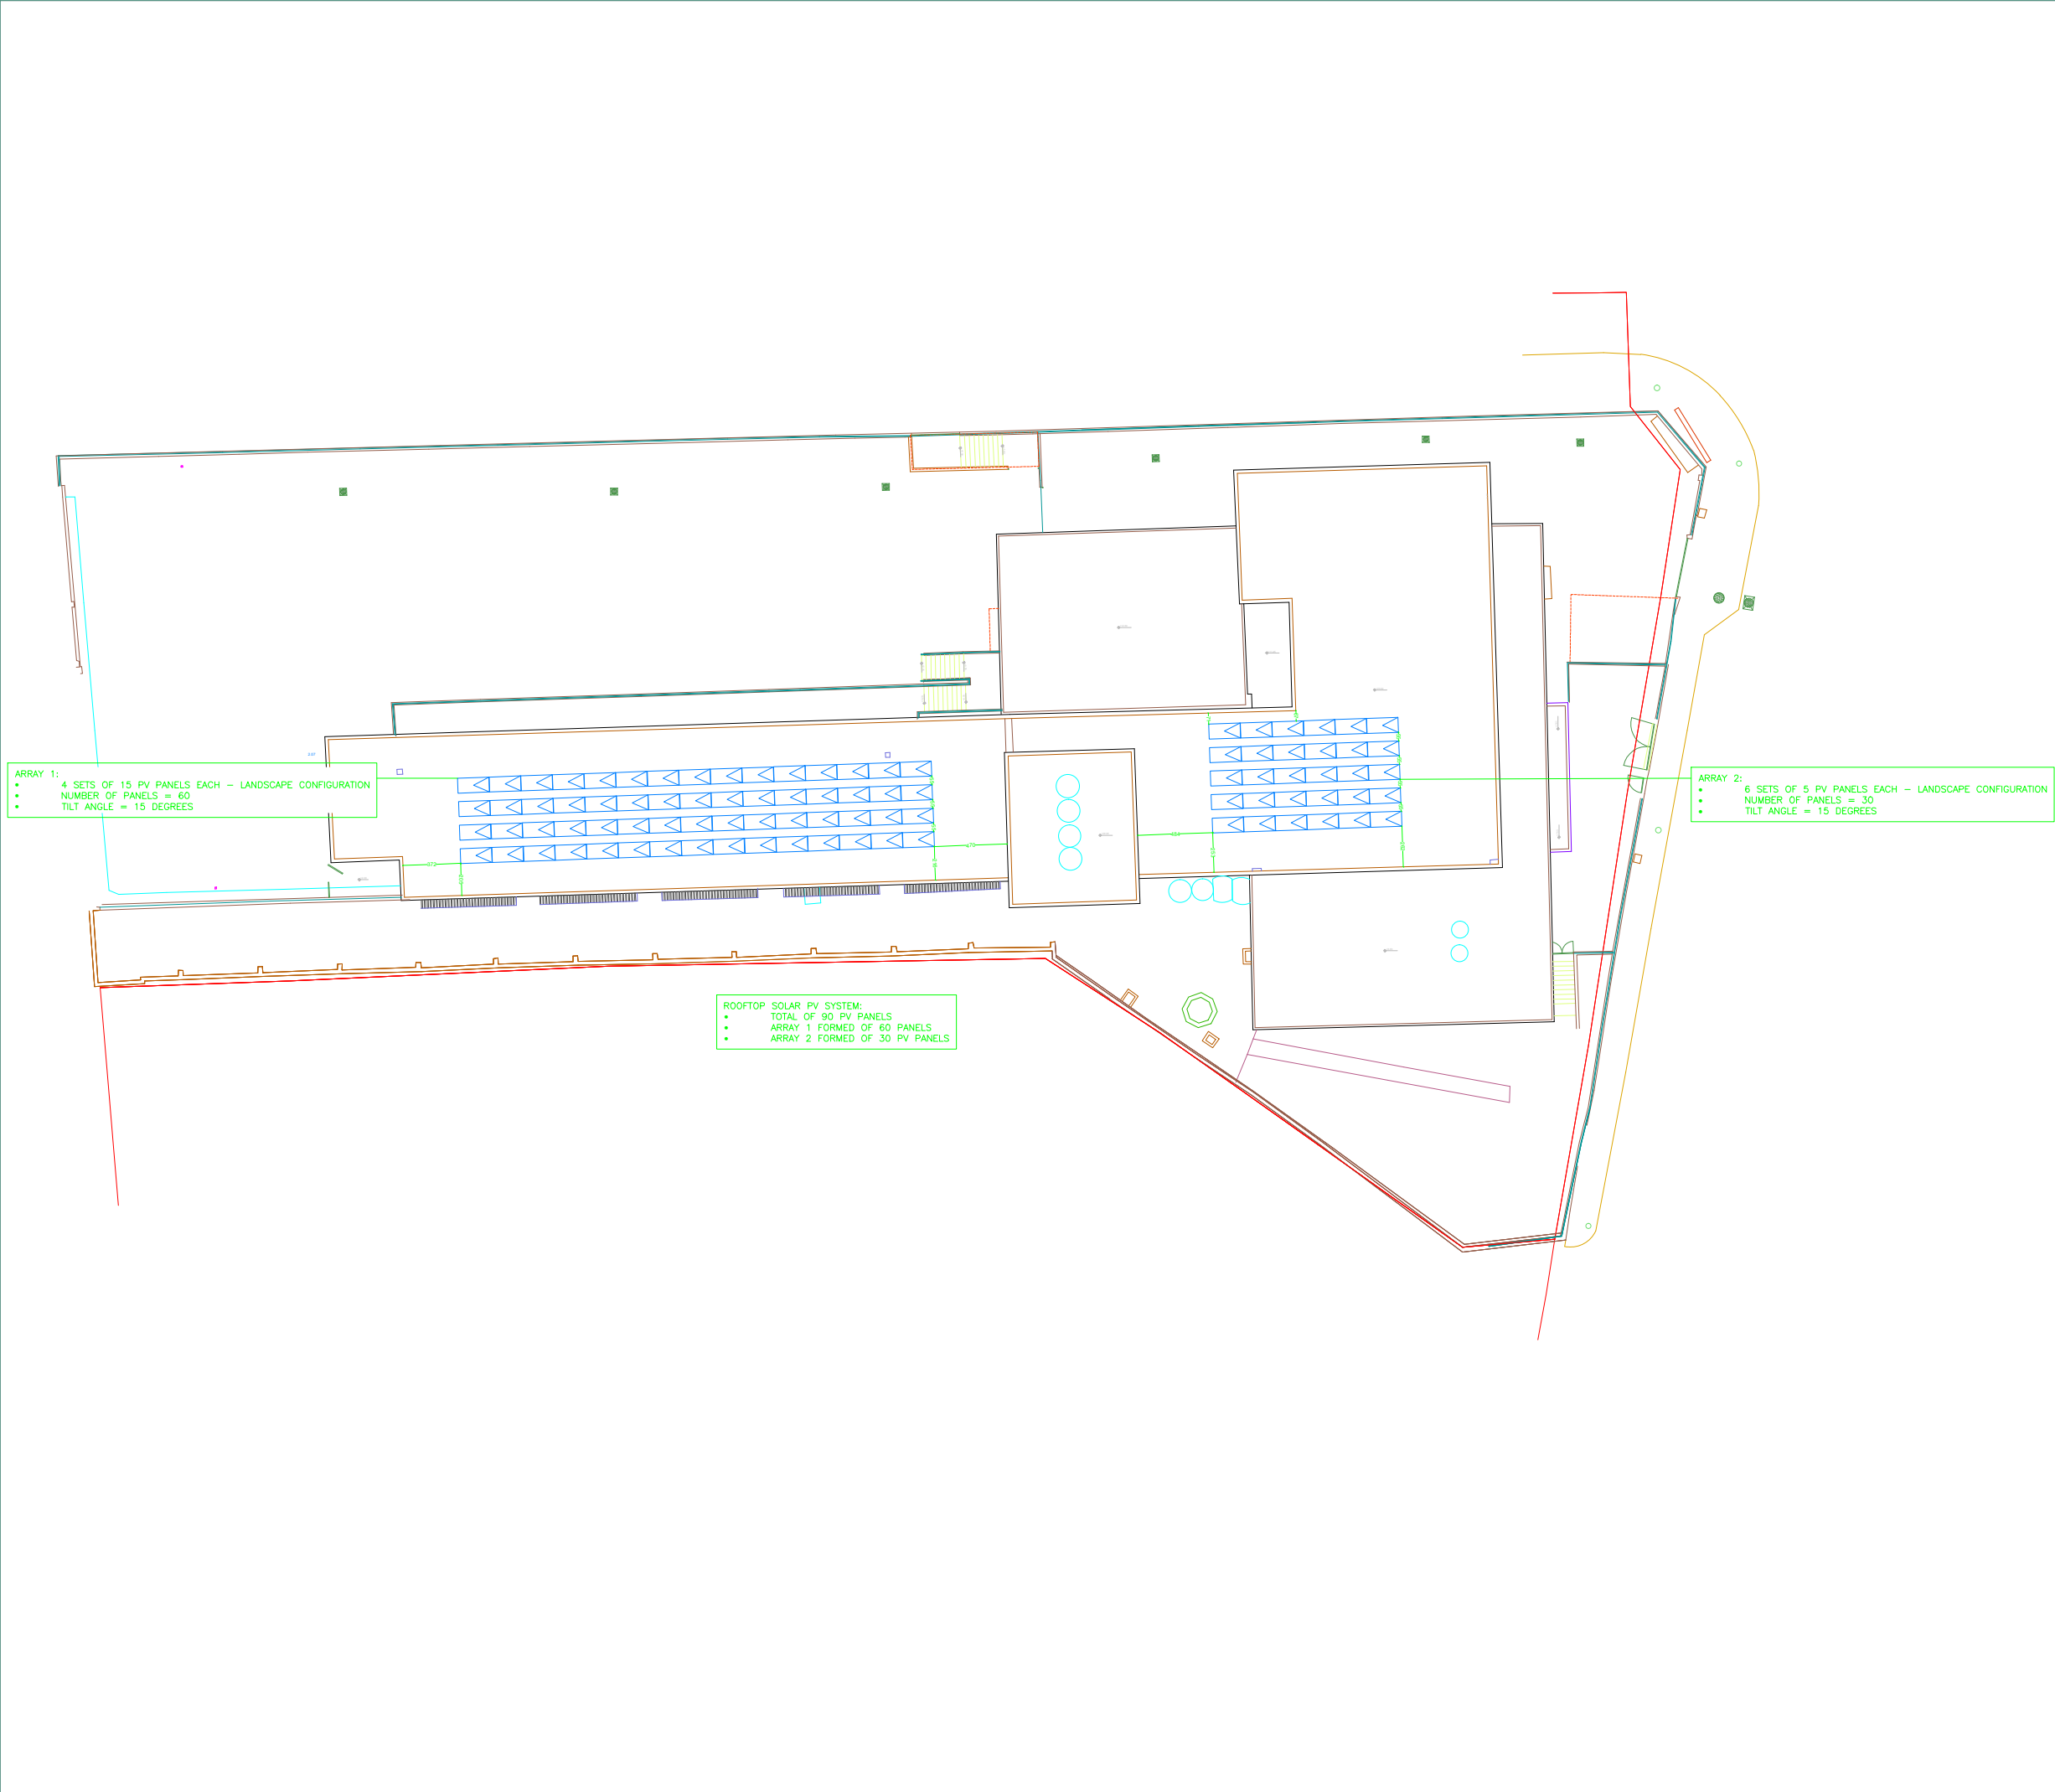 ARRAY 1:
• 4 SETS OF 15 PV PANELS EACH – LANDSCAPE CONFIGURATION
• NUMBER OF PANELS = 60
• TILT ANGLE = 15 DEGREES
ARRAY 2:
• 6 SETS OF 5 PV PANELS EACH – LANDSCAPE CONFIGURATION
• NUMBER OF PANELS = 30
• TILT ANGLE = 15 DEGREES
ROOFTOP SOLAR PV SYSTEM:
• TOTAL OF 90 PV PANELS
• ARRAY 1 FORMED OF 60 PANELS
• ARRAY 2 FORMED OF 30 PV PANELS